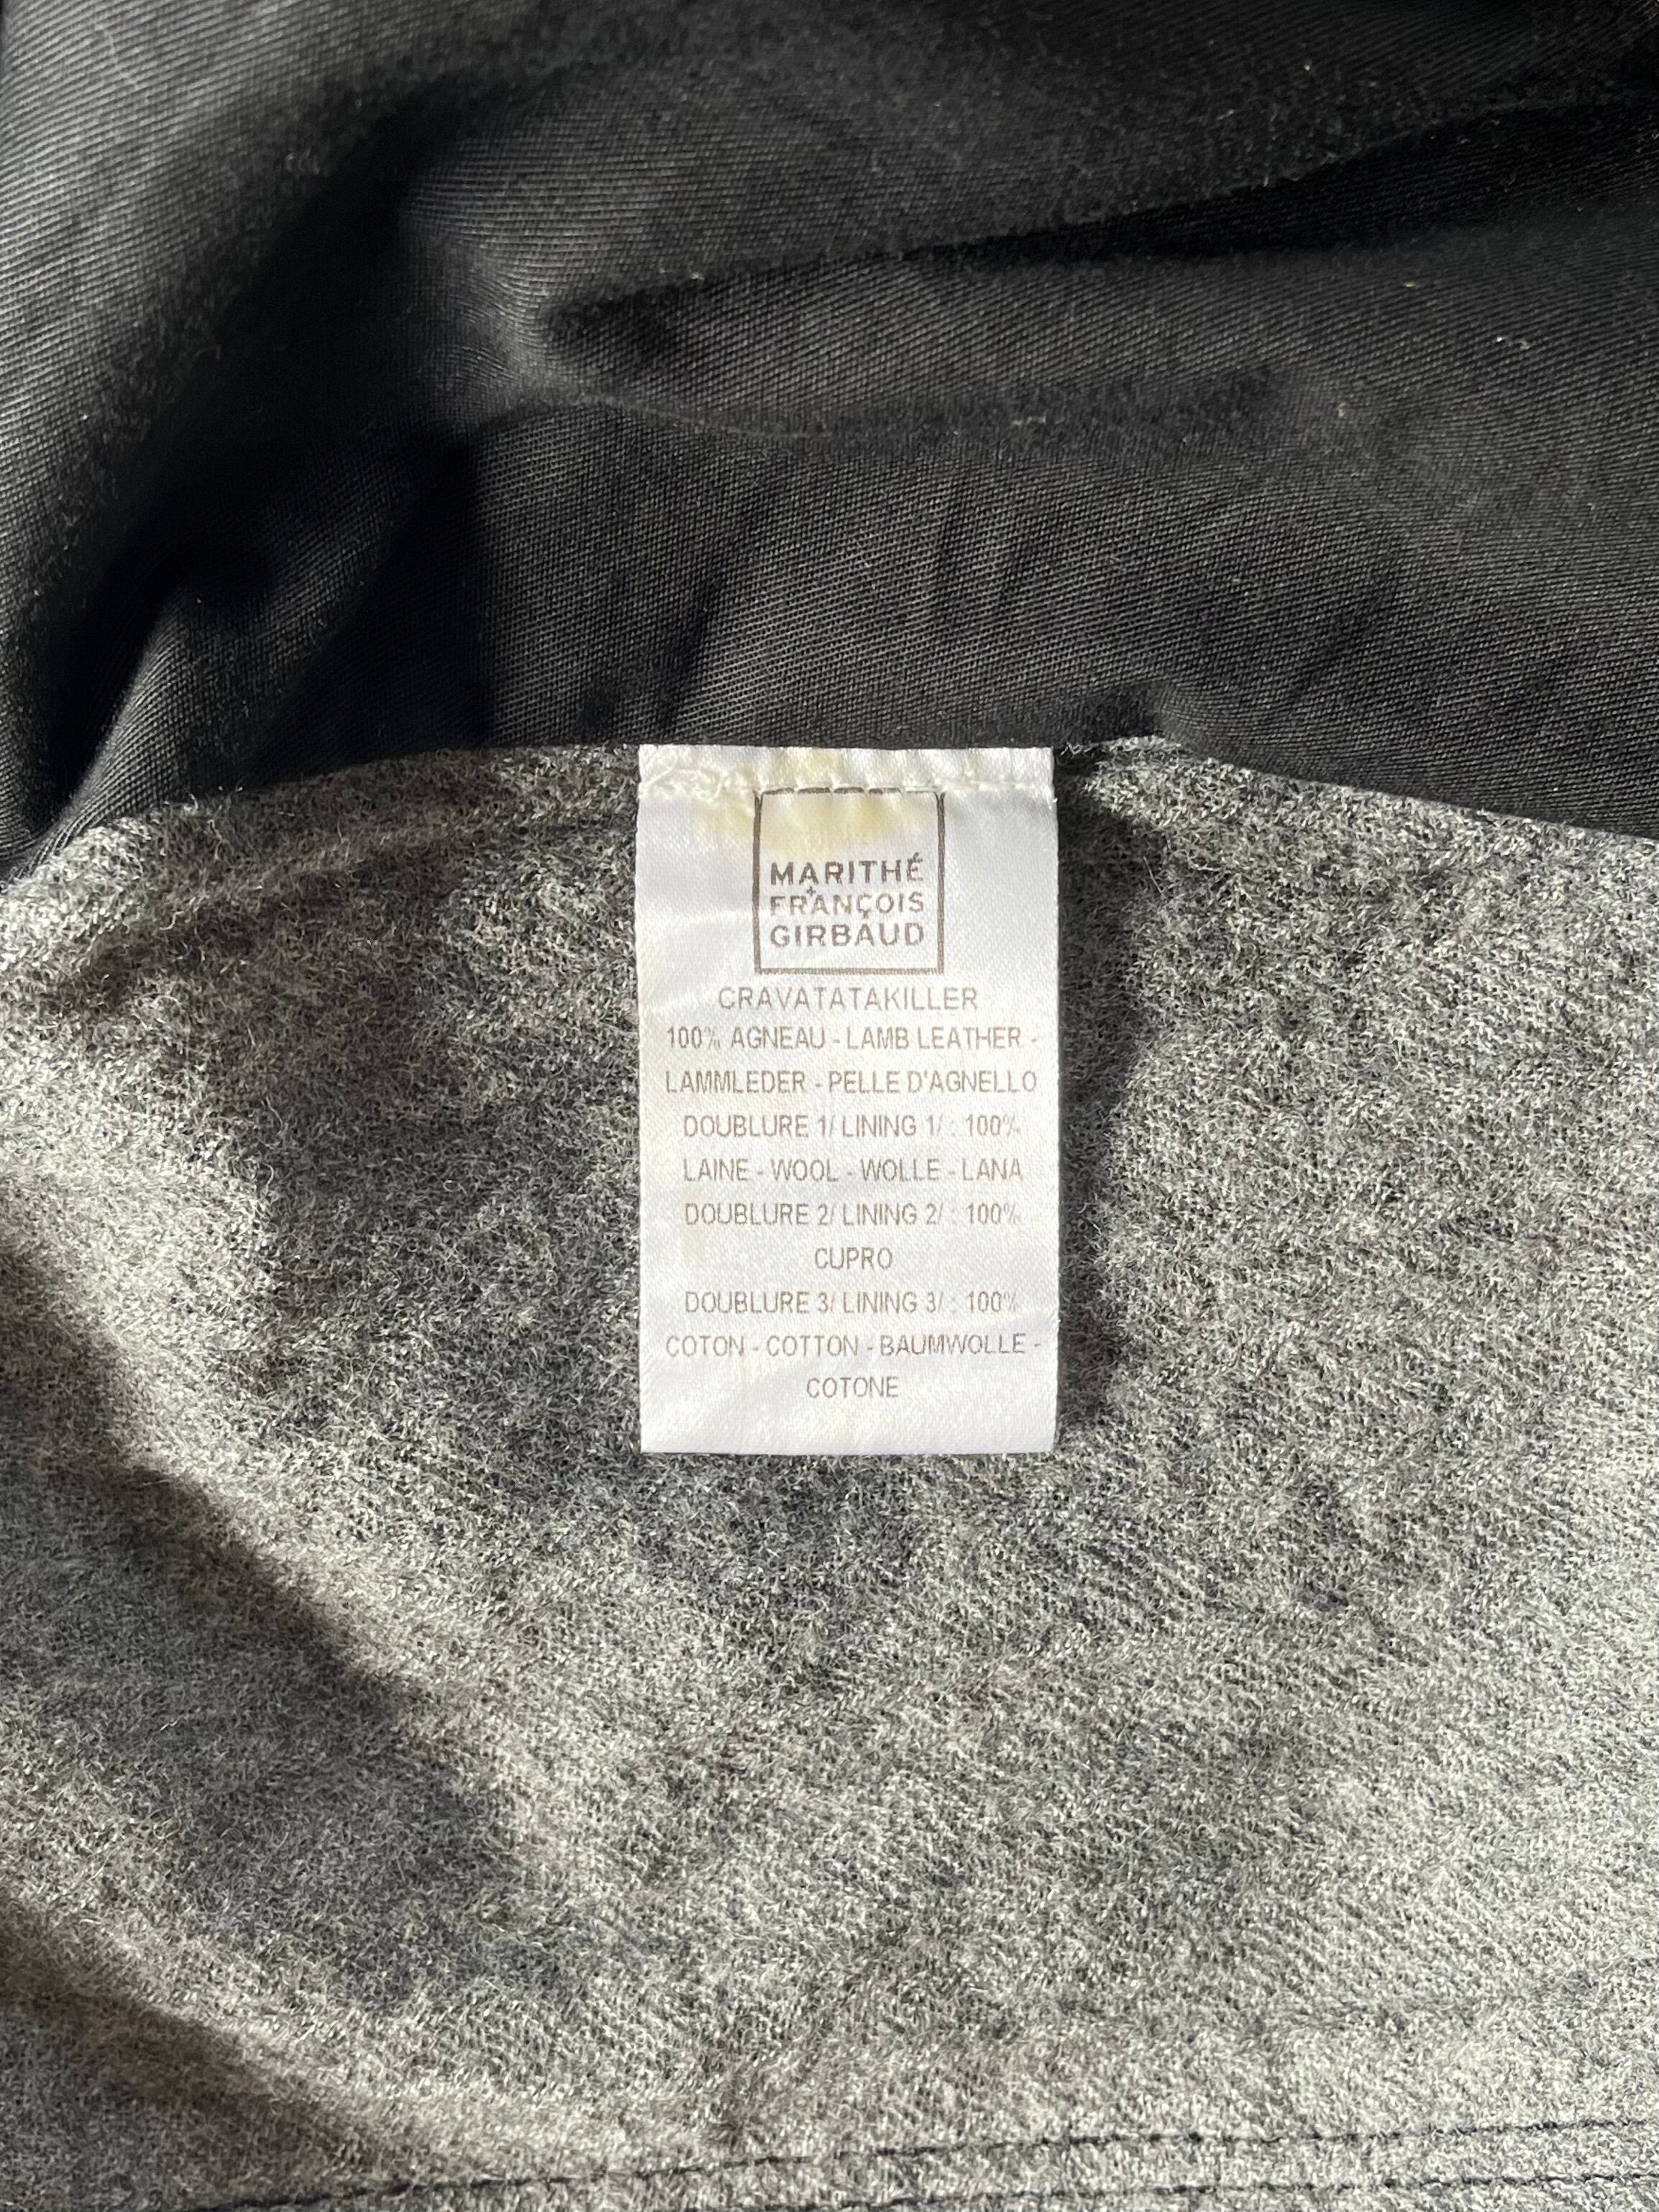 MARITHÉ
+
FRANÇOIS
GIRBAUD
CRAVATATAKILLER
100% AGNEAU - LAMB LEATHER -
LAMMLEDER - PELLE D'AGNELLO
DOUBLURE 1/ LINING 1/ : 100%
LAINE - WOOL - WOLLE - LANA
DOUBLURE 2/ LINING 2/ : 100%
CUPRO
DOUBLURE 3/ LINING 3/ : 100%
COTON - COTTON - BAUMWOLLE -
COTONE